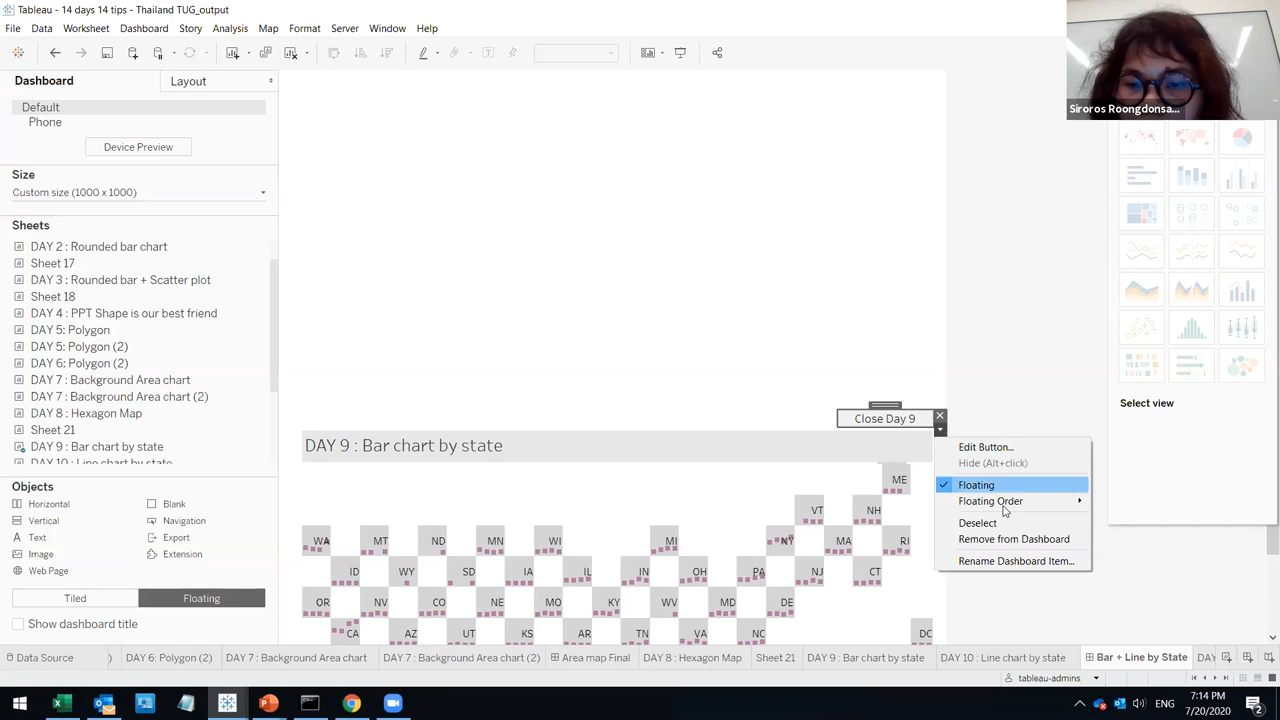 Tableau - 14 days 14 tips - Thailand TUG_output
File Data Worksheet Dashboard Story Analysis Map Format Server Window Help
Siroros Roongdonsa...
Dashboard Layout
Default
Phone
Device Preview
Size
Custom size (1000 x 1000)
Sheets
DAY 2 : Rounded bar chart
Sheet 17
DAY 3 : Rounded bar + Scatter plot
Sheet 18
DAY 4 : PPT Shape is our best friend
DAY 5: Polygon
DAY 5: Polygon (2)
DAY 6: Polygon (2)
DAY 7 : Background Area chart
DAY 7 : Background Area chart (2)
DAY 8 : Hexagon Map
Sheet 21
DAY 9 : Bar chart by state
DAY 10 : Line chart by state
Objects
Horizontal Blank
Vertical Navigation
Text Export
Image Extension
Web Page
Tiled Floating
Show dashboard title
Close Day 9
DAY 9 : Bar chart by state
ME
VT NH
WA MT ND MN WI MI NY MA RI
ID WY SD IA IL IN OH PA NJ CT
OR NV CO NE MO KY WV MD DE
CA AZ UT KS AR TN VA NC DC
Edit Button...
Hide (Alt+click)
Floating
Floating Order
Deselect
Remove from Dashboard
Rename Dashboard Item...
Select view
Data Source ) DAY 6: Polygon (2) DAY 7 : Background Area chart DAY 7 : Background Area chart (2) Area map Final DAY 8 : Hexagon Map Sheet 21 DAY 9 : Bar chart by state DAY 10 : Line chart by state Bar + Line by State DAY
tableau-admins
ENG
7:14 PM
7/20/2020
2